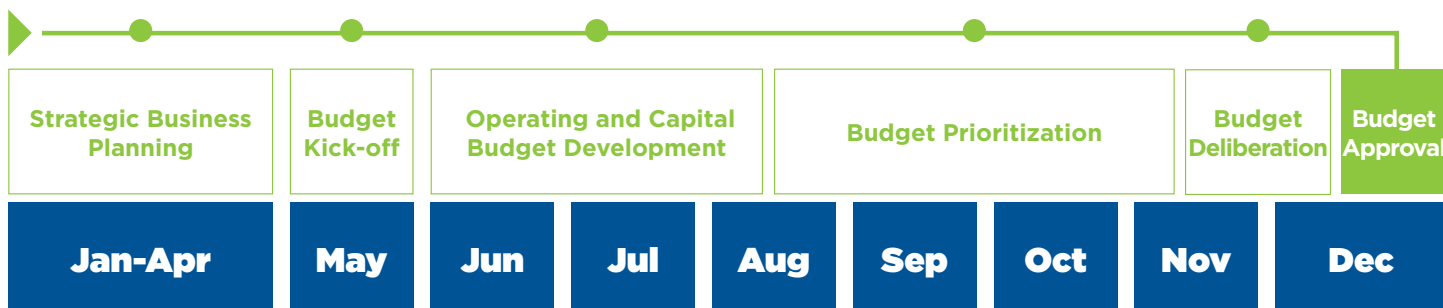 Strategic Business
Planning
Budget
Kick-off
Operating and Capital
Budget Development
Budget Prioritization
Budget
Deliberation
Budget
Approval
Jan-Apr
May
Jun
Jul
Aug
Sep
Oct
Nov
Dec